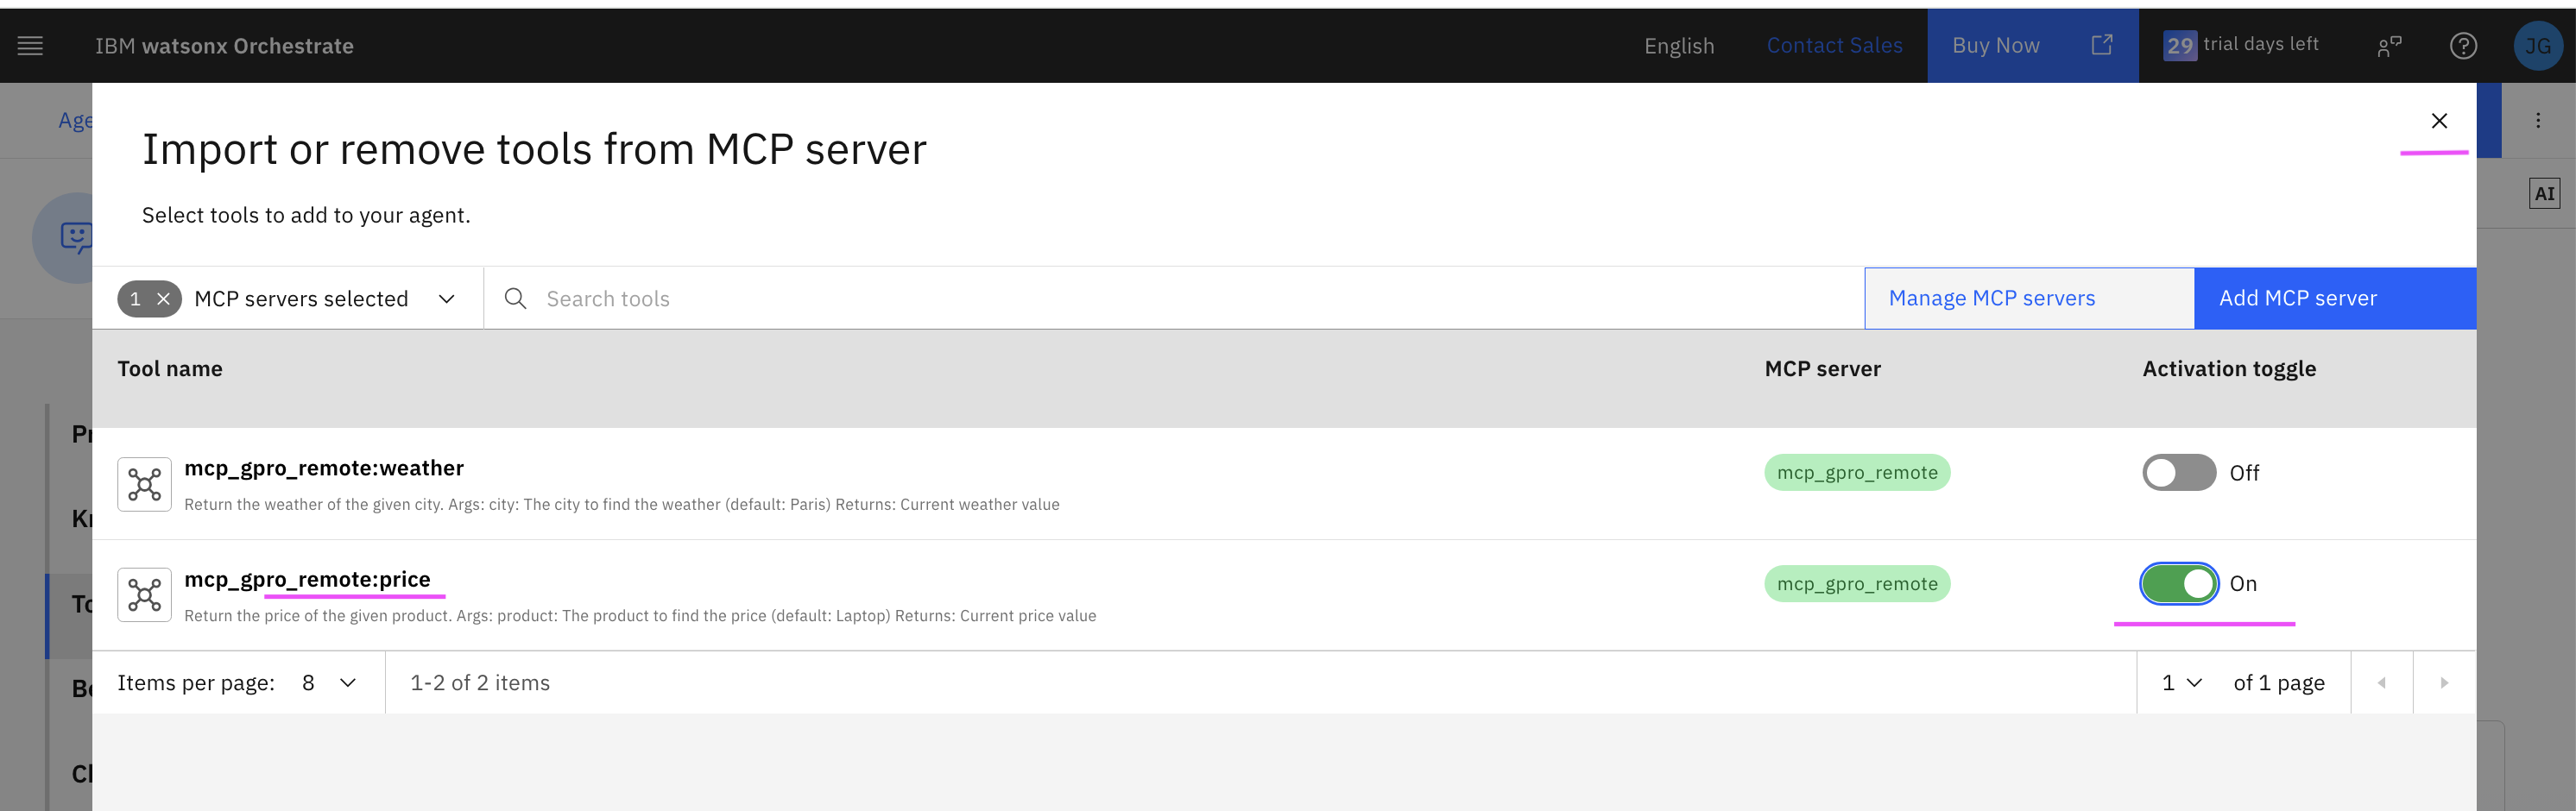 IBM watsonx Orchestrate
English
Contact Sales
Buy Now
29 trial days left
JG
Age
Import or remove tools from MCP server
Select tools to add to your agent.
AI
1 MCP servers selected
Search tools
Manage MCP servers
Add MCP server
Tool name
MCP server
Activation toggle
Pr
mcp_gpro_remote:weather
Return the weather of the given city. Args: city: The city to find the weather (default: Paris) Returns: Current weather value
mcp_gpro_remote
Off
Kn
mcp_gpro_remote:price
Return the price of the given product. Args: product: The product to find the price (default: Laptop) Returns: Current price value
mcp_gpro_remote
On
To
Items per page: 8
1-2 of 2 items
1
of 1 page
Be
Ch